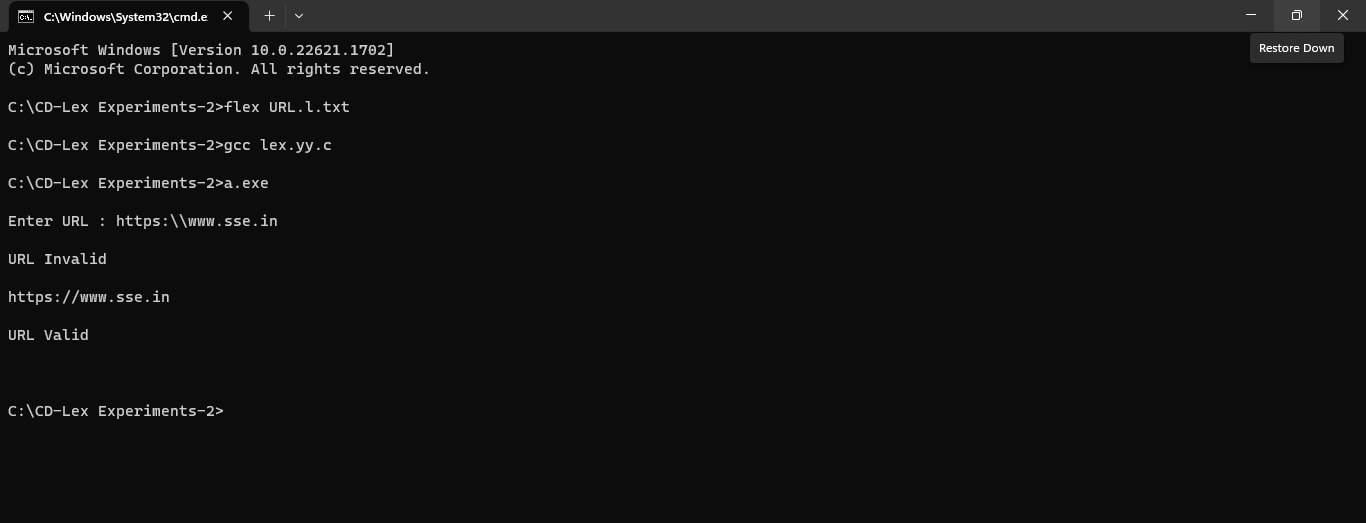 C:\Windows\System32\cmd.e
Microsoft Windows [Version 10.0.22621.1702]
Restore Down
(c) Microsoft Corporation. All rights reserved.
C:\CD-Lex Experiments-2>flex URL.l.txt
C:\CD-Lex Experiments-2>gcc lex.yy.c
C:\CD-Lex Experiments-2>a.exe
Enter URL : https:\\www.sse.in
URL Invalid
https://www.sse.in
URL Valid
C:\CD-Lex Experiments-2>